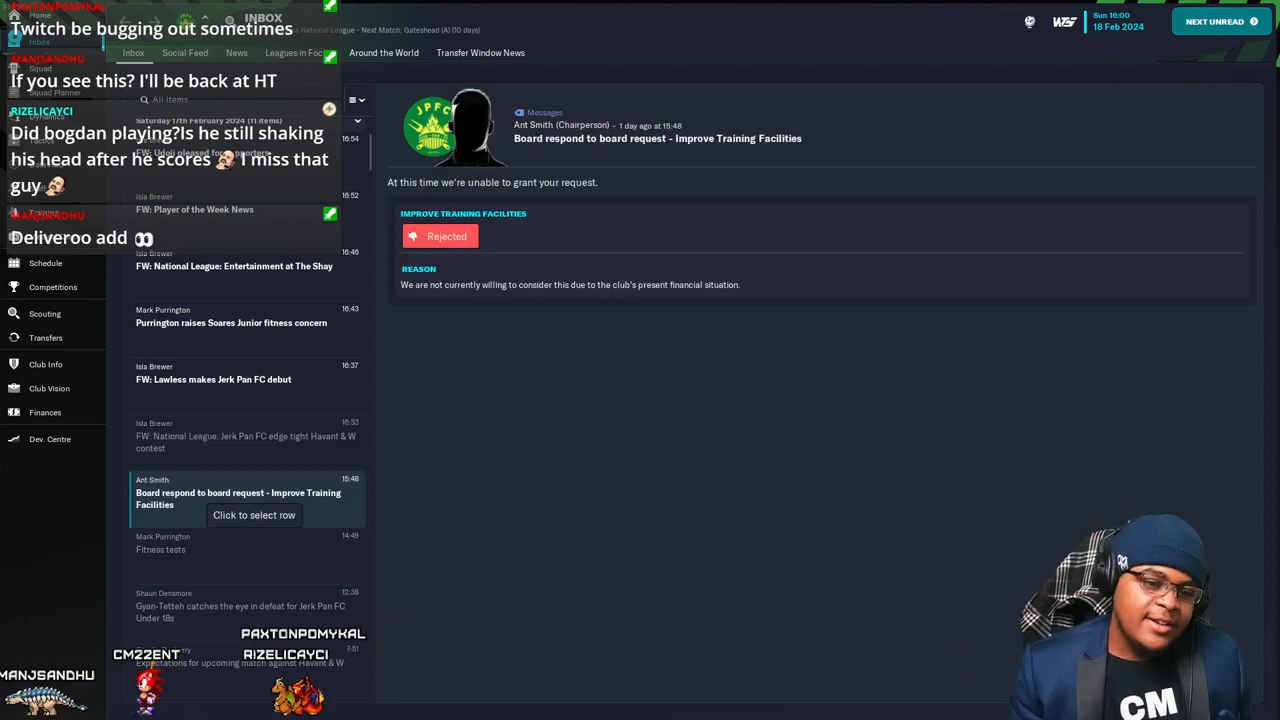 PAXTONPOMYKAL
Twitch be bugging out sometimes
MANJSANDHU
If you see this? I'll be back at HT
RIZELICAYCI
Did bogdan playing?Is he still shaking
his head after he scores I miss that
guy
MANJSANDHU
Deliveroo add
Home
Inbox
Squad
Squad Planner
Dynamics
Tactics
Training
Schedule
Competitions
Scouting
Transfers
Club Info
Club Vision
Finances
Dev. Centre
INBOX
National League - Next Match: Gateshead (A) (10 days)
Sun 16:00
18 Feb 2024
NEXT UNREAD
Inbox
Social Feed
News
Leagues in Foc
Around the World
Transfer Window News
All Items
Saturday 17th February 2024 (11 items)
16:54
FW: Udoji pleased for supporters
Isla Brewer
16:52
FW: Player of the Week News
Isla Brewer
16:46
FW: National League: Entertainment at The Shay
Mark Purrington
16:43
Purrington raises Soares Junior fitness concern
Isla Brewer
16:37
FW: Lawless makes Jerk Pan FC debut
Isla Brewer
16:33
FW: National League: Jerk Pan FC edge tight Havant & W
contest
Ant Smith
15:48
Board respond to board request - Improve Training
Facilities
Click to select row
Mark Purrington
14:49
Fitness tests
Shaun Densmore
12:38
Gyan-Tetteh catches the eye in defeat for Jerk Pan FC
Under 18s
7:51
Expectations for upcoming match against Havant & W
JPFC
Messages
Ant Smith (Chairperson) - 1 day ago at 15:48
Board respond to board request - Improve Training Facilities
At this time we're unable to grant your request.
IMPROVE TRAINING FACILITIES
Rejected
REASON
We are not currently willing to consider this due to the club's present financial situation.
PAXTONPOMYKAL
CM22ENT
RIZELICAYCI
MANJSANDHU
CM